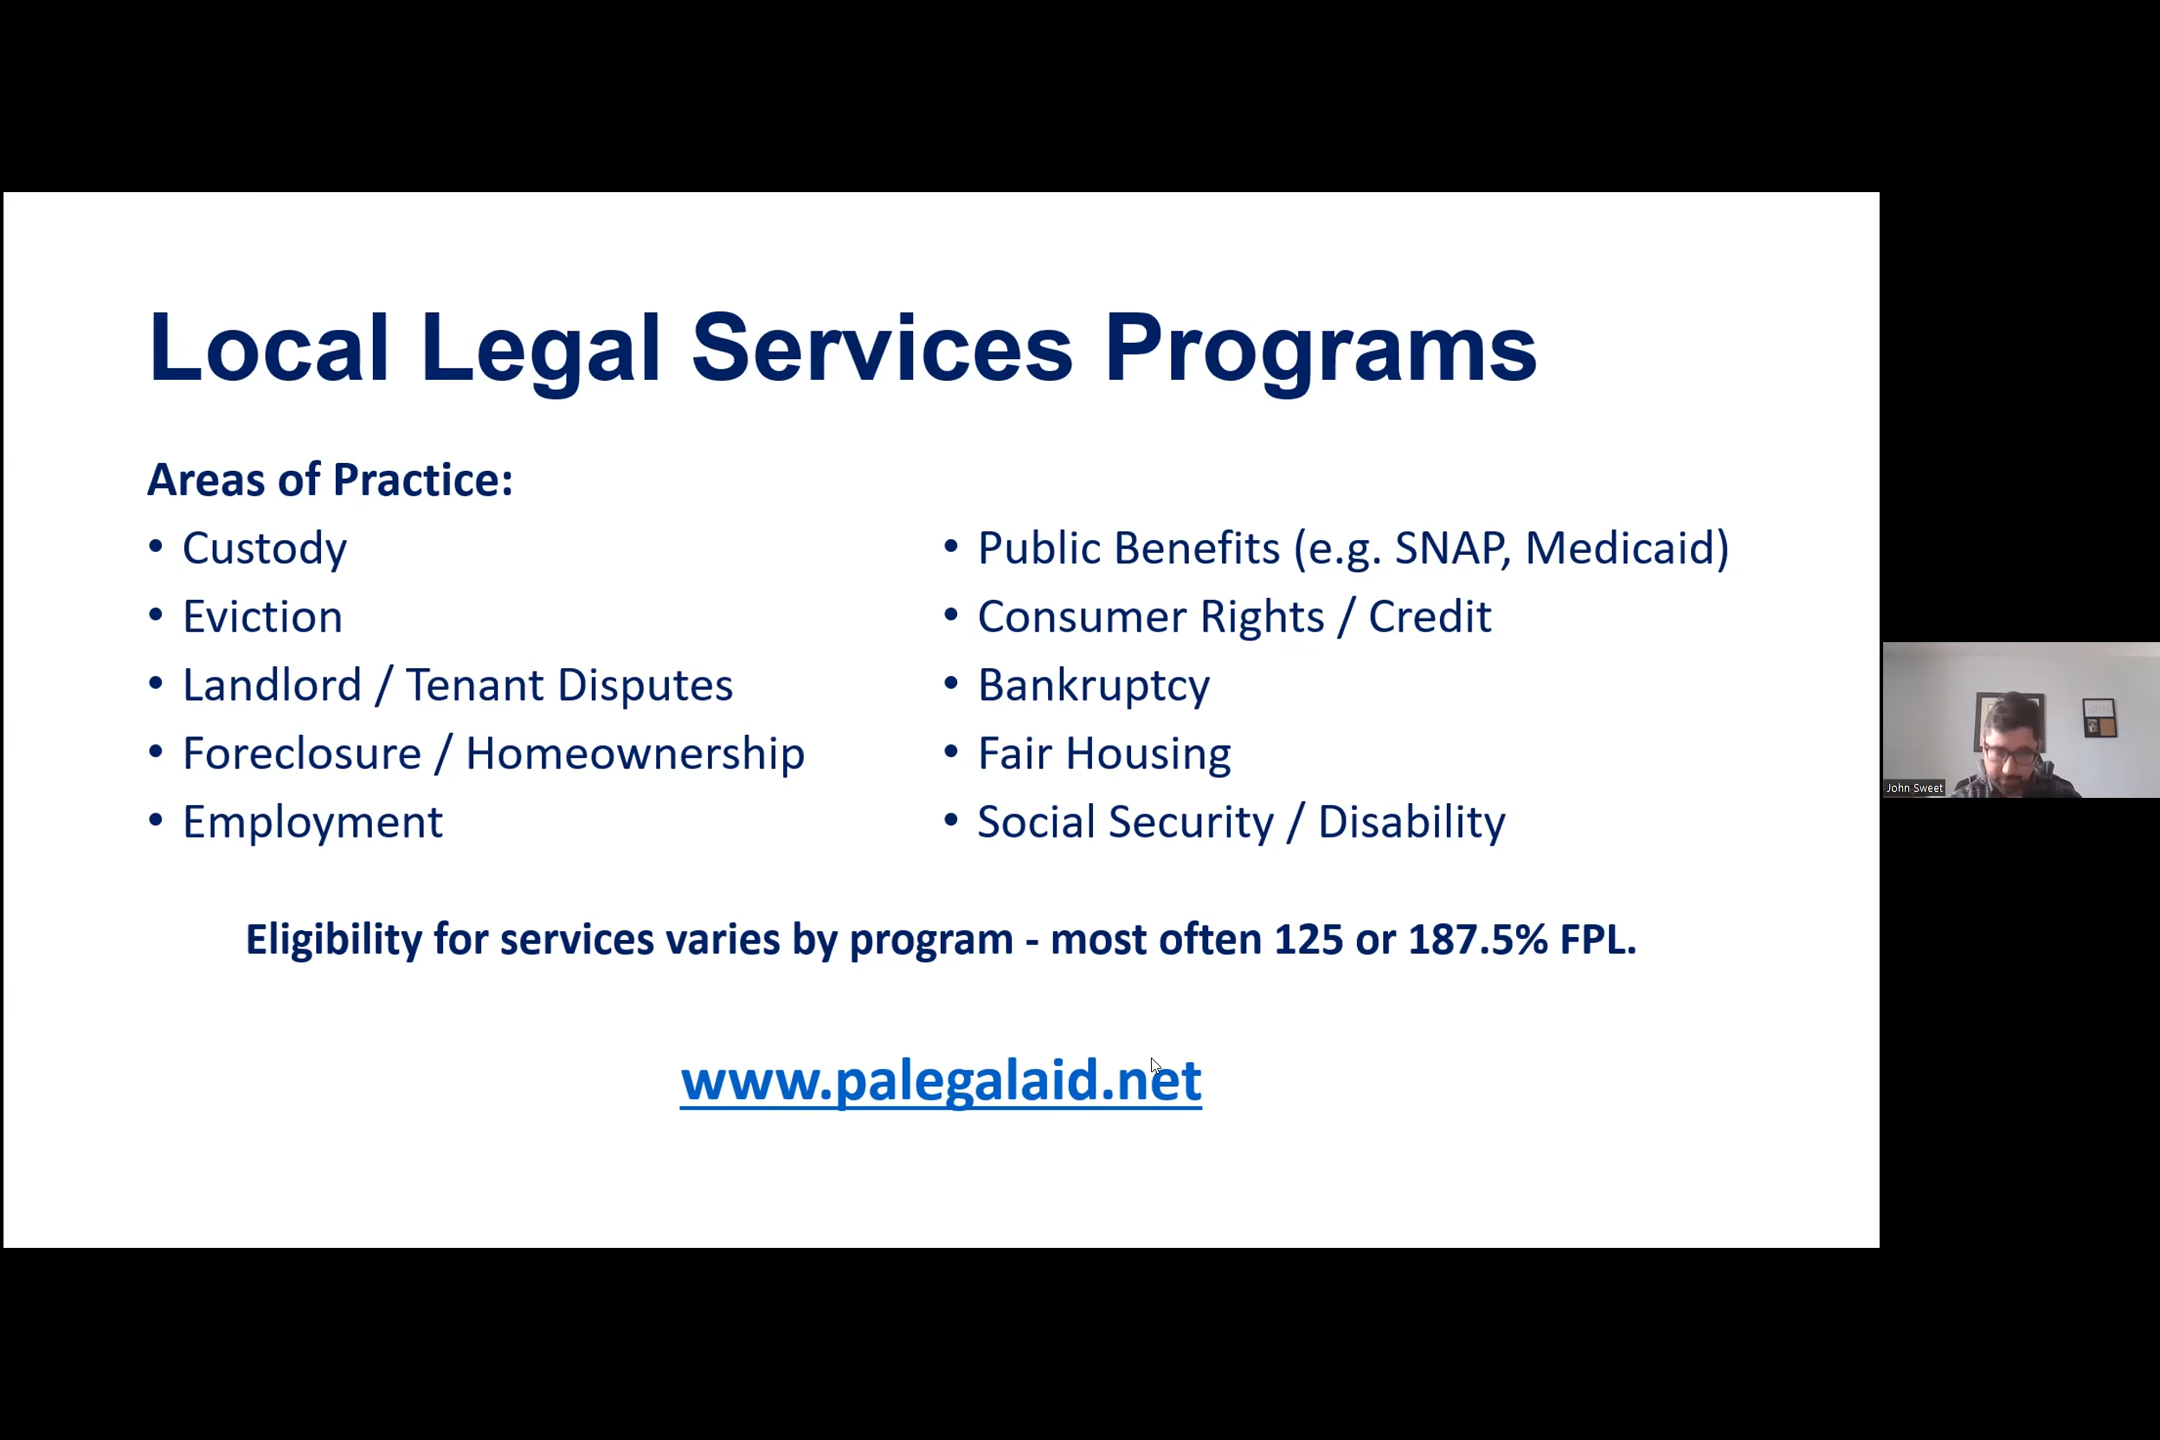 Local Legal Services Programs
Areas of Practice:
• Custody
• Eviction
• Landlord / Tenant Disputes
• Foreclosure / Homeownership
• Employment
• Public Benefits (e.g. SNAP, Medicaid)
• Consumer Rights / Credit
• Bankruptcy
• Fair Housing
• Social Security / Disability
Eligibility for services varies by program - most often 125 or 187.5% FPL.
www.palegalaid.net
John Sweet